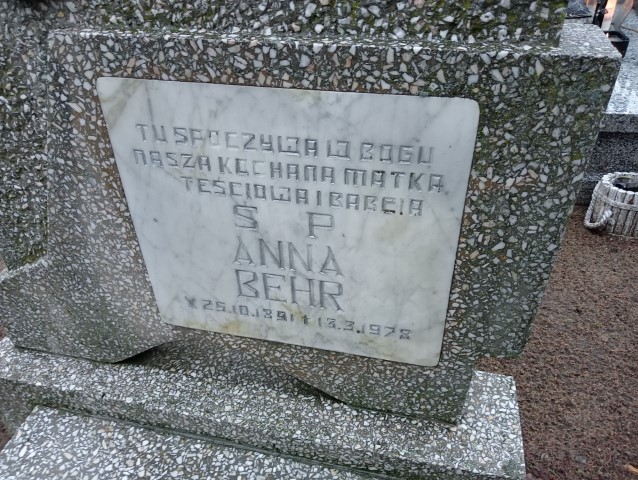 TU SPOCZYWA W BOGU
NASZA KOCHANA MATKA
TEŚCIOWA I BABCIA
Ś P
ANNA
BEHR
* 25.10.1891 † 13.3.1978